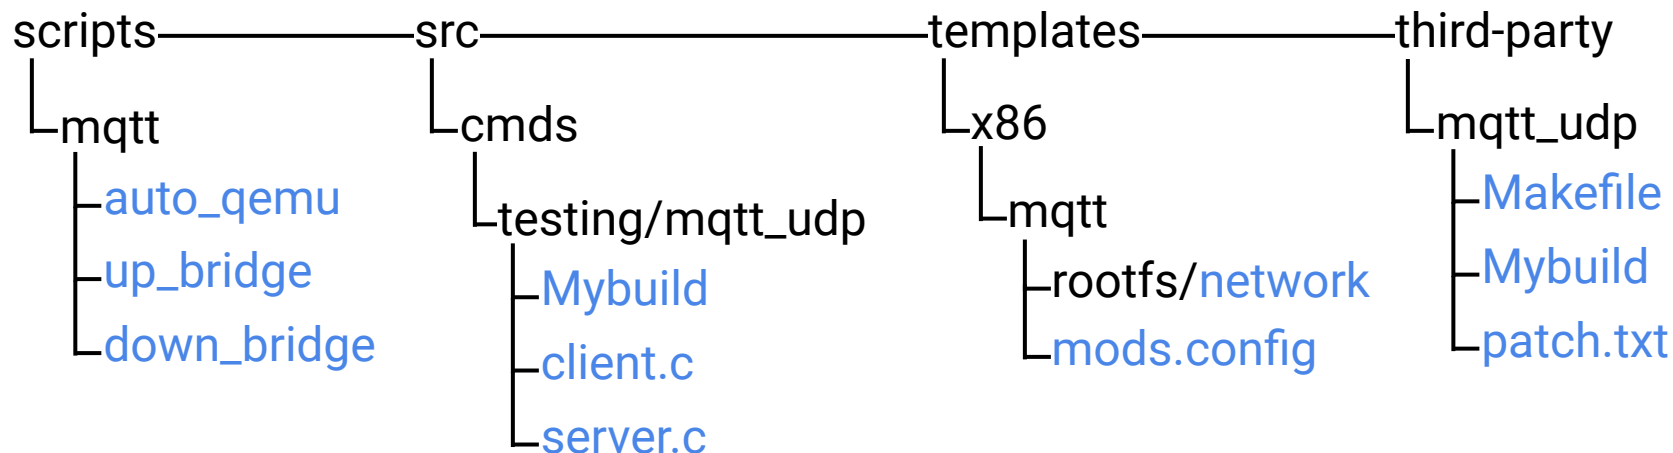 scripts src templates third-party
mqtt cmds x86 mqtt_udp
auto_qemu testing/mqtt_udp mqtt Makefile
up_bridge Mybuild rootfs/network Mybuild
down_bridge client.c mods.config patch.txt
server.c